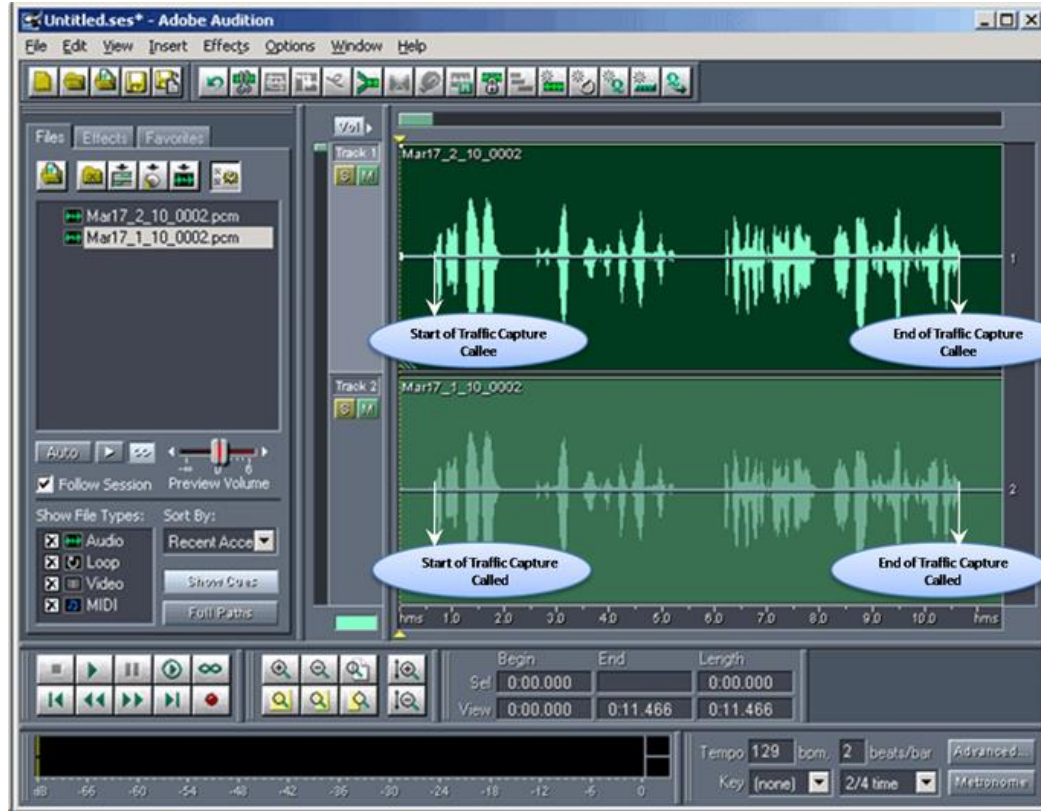 Untitled.ses* - Adobe Audition
File Edit View Insert Effects Options Window Help
Files Effects Favorites
Mar17_2_10_0002.pcm
Mar17_1_10_0002.pcm
Auto
-∞ 0 6
Follow Session Preview Volume
Show File Types: Sort By:
Audio
Recent Acce
Loop
Video
Show Cues
MIDI
Full Paths
Vol
Track 1
S M
Mar17_2_10_0002
1
Start of Traffic Capture
Callee
End of Traffic Capture
Callee
Track 2
S M
Mar17_1_10_0002
2
Start of Traffic Capture
Called
End of Traffic Capture
Called
hms 1.0 2.0 3.0 4.0 5.0 6.0 7.0 8.0 9.0 10.0 hms
Begin End Length
Sel 0:00.000 0:00.000
View 0:00.000 0:11.466 0:11.466
dB -66 -60 -54 -48 -42 -36 -30 -24 -18 -12 -6 0
Tempo 129 bpm, 2 beats/bar Advanced...
Key (none) 2/4 time Metronome